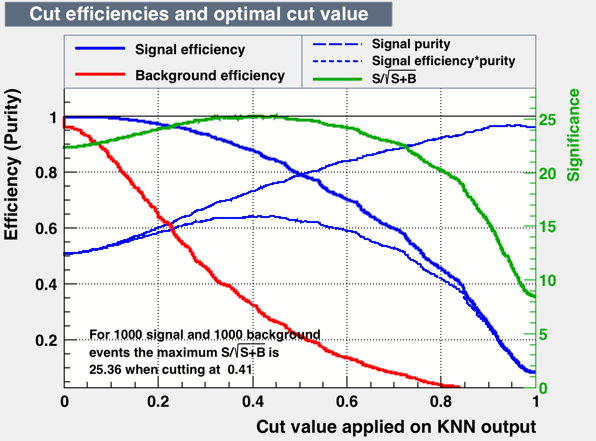 Cut efficiencies and optimal cut value
Signal efficiency
Background efficiency
Signal purity
Signal efficiency*purity
S/√S+B
Efficiency (Purity)
1
0.8
0.6
0.4
0.2
Significance
25
20
15
10
5
0
For 1000 signal and 1000 background
events the maximum S/√S+B is
25.36 when cutting at 0.41
0 0.2 0.4 0.6 0.8 1
Cut value applied on KNN output